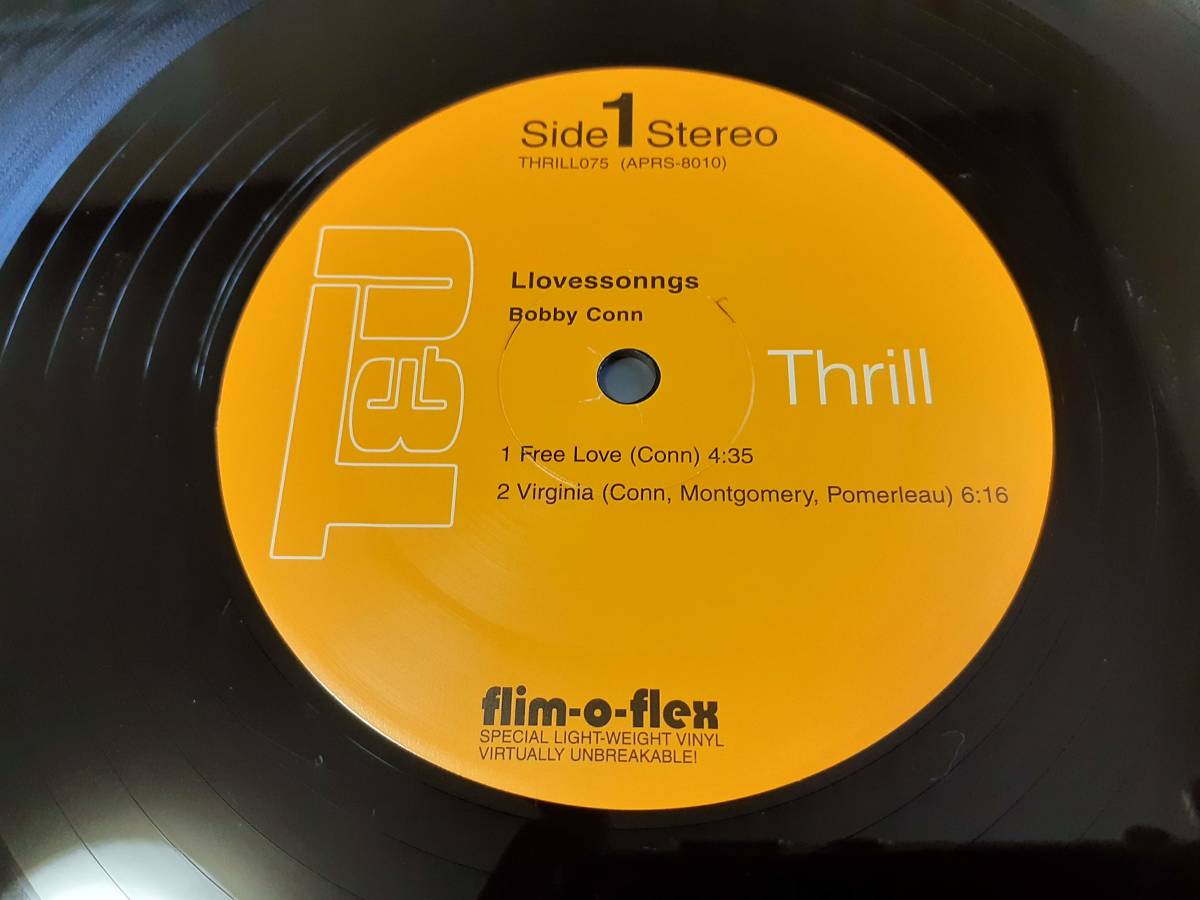 Side 1 Stereo
THRILL075 (APRS-8010)
Llovessonngs
Bobby Conn
Thrill
1 Free Love (Conn) 4:35
2 Virginia (Conn, Montgomery, Pomerleau) 6:16
flim-o-flex
SPECIAL LIGHT-WEIGHT VINYL
VIRTUALLY UNBREAKABLE!